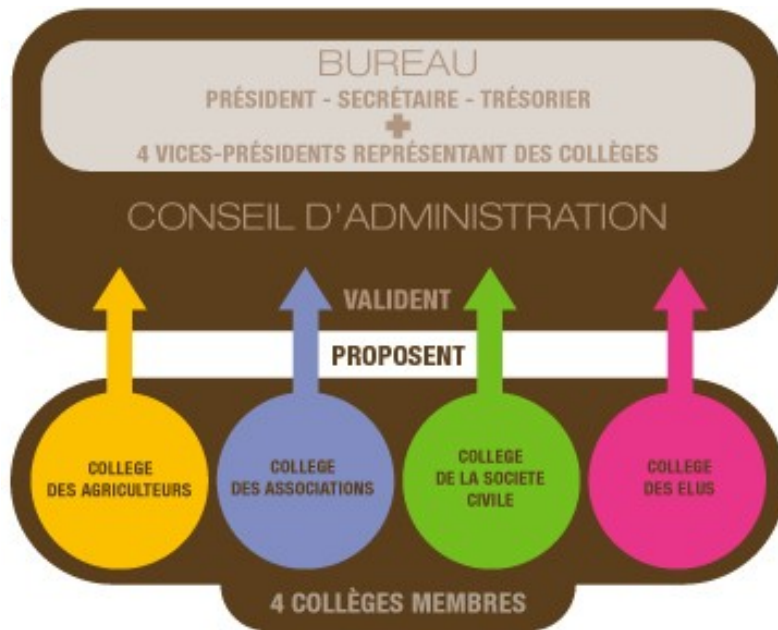 BUREAU
PRÉSIDENT - SECRÉTAIRE - TRÉSORIER
+
4 VICES-PRÉSIDENTS REPRÉSENTANT DES COLLÈGES
CONSEIL D'ADMINISTRATION
VALIDENT
PROPOSENT
COLLEGE
DES AGRICULTEURS
COLLEGE
DES ASSOCIATIONS
COLLEGE
DE LA SOCIETE
CIVILE
COLLEGE
DES ELUS
4 COLLÈGES MEMBRES